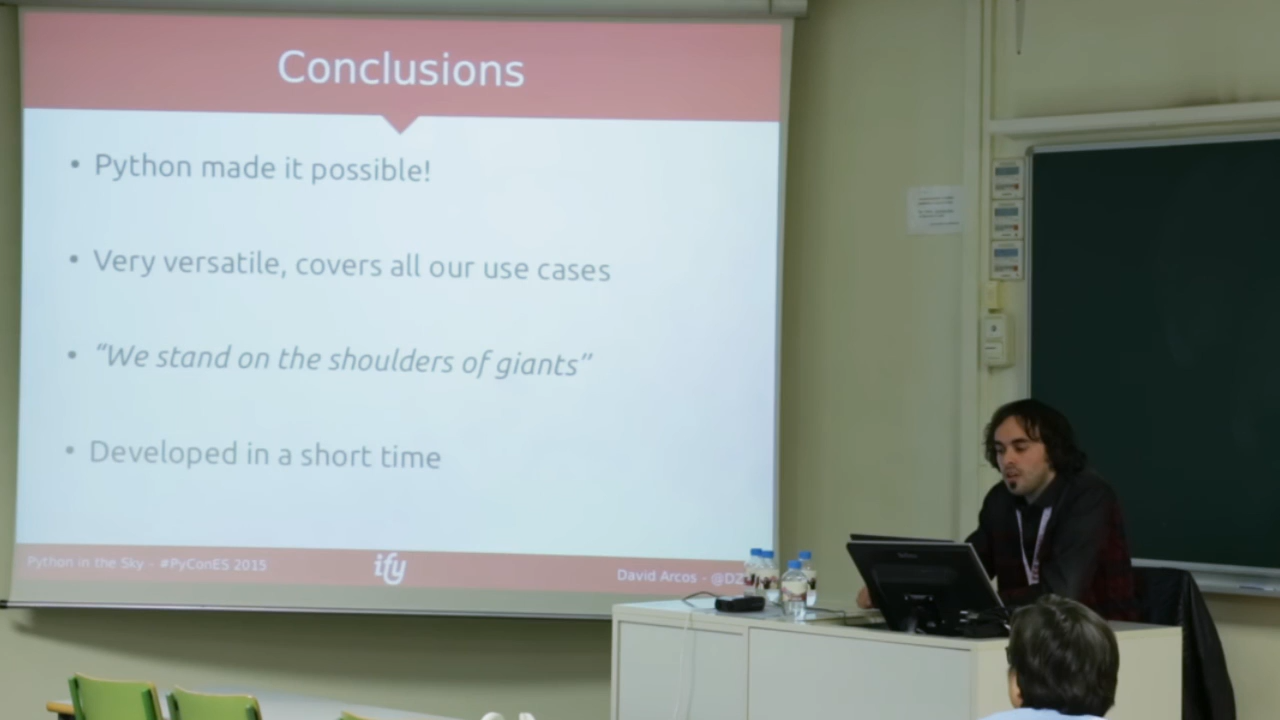 Conclusions
• Python made it possible!
• Very versatile, covers all our use cases
• “We stand on the shoulders of giants”
• Developed in a short time
Python in the Sky - #PyConES 2015
ify
David Arcos - @DZ